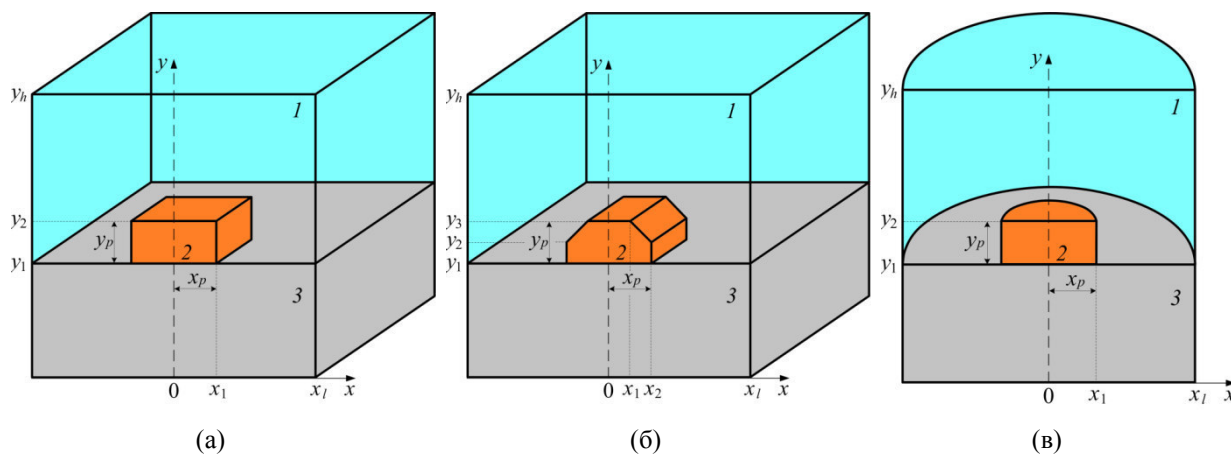 y
y_h
1
y_2
y_p
2
x_p
y_1
3
0
x_1
x_l
x
(а)
y
y_h
1
y_3
y_p
y_2
2
x_p
y_1
3
0
x_1
x_2
x_l
x
(б)
y
y_h
1
y_2
y_p
2
x_p
y_1
3
0
x_1
x_l
x
(в)